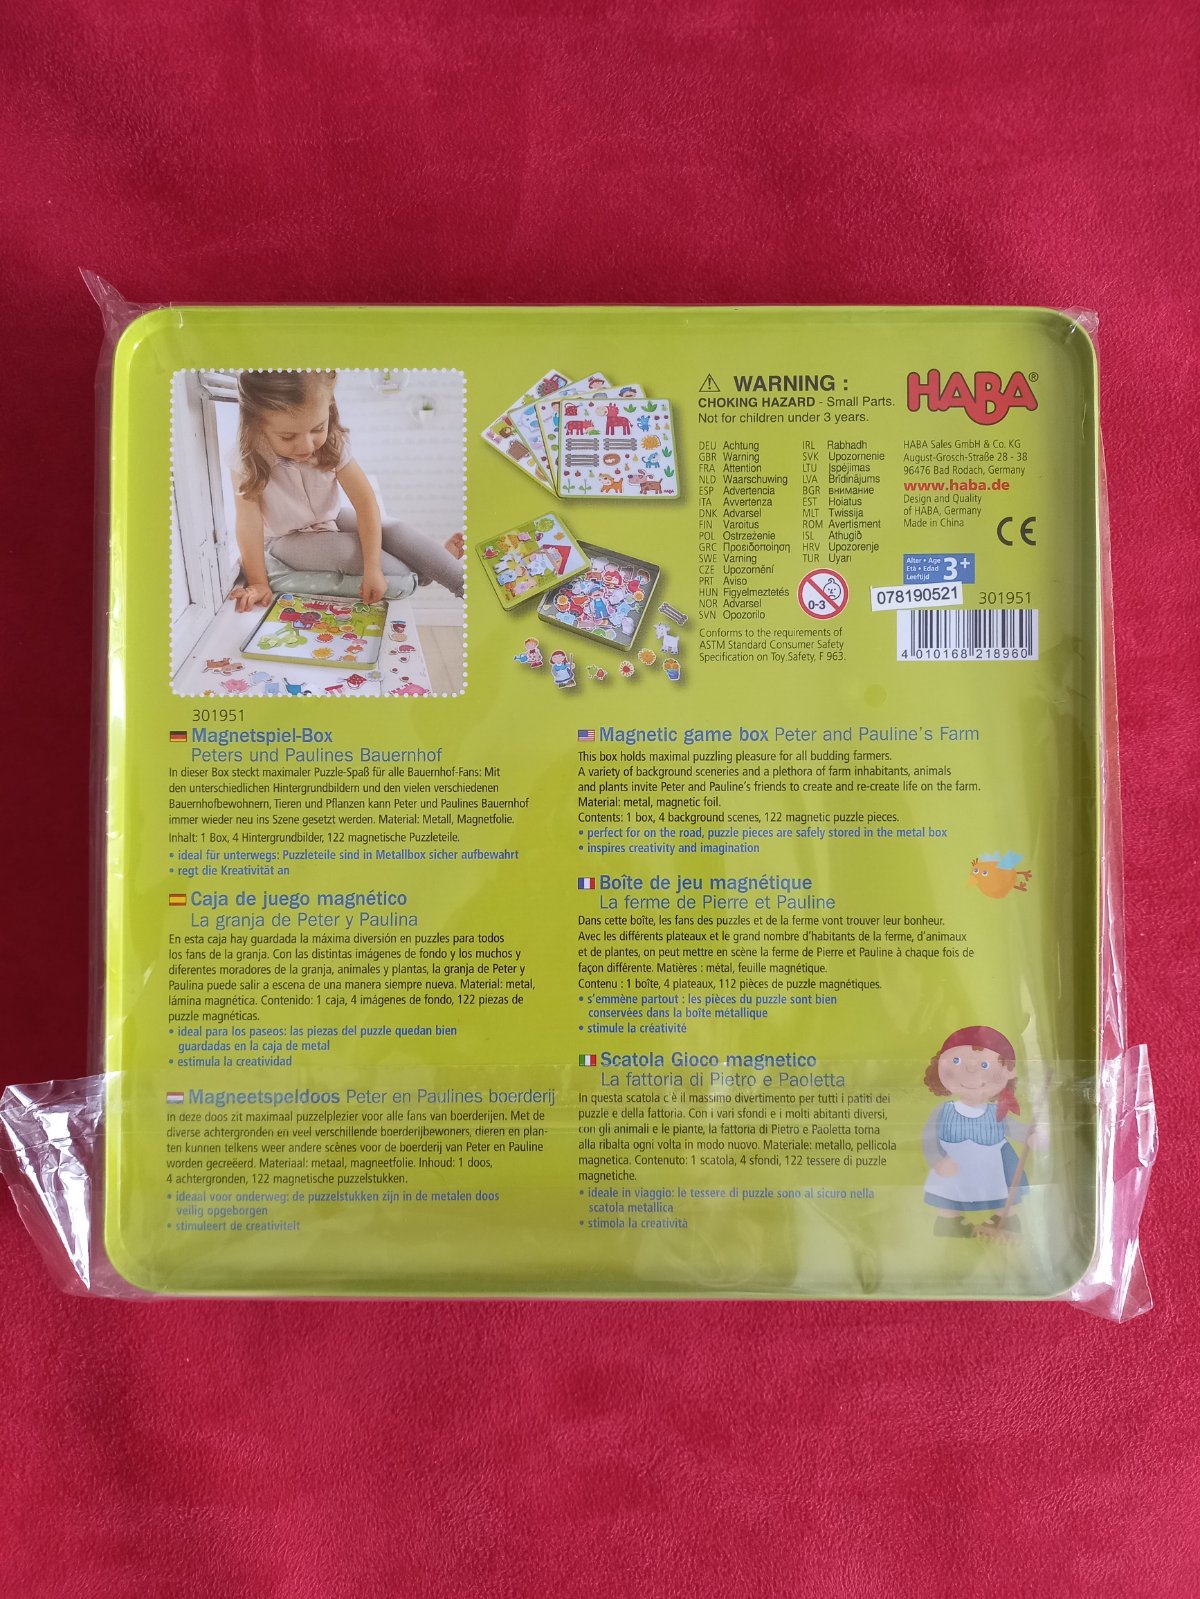 WARNING :
CHOKING HAZARD - Small Parts.
Not for children under 3 years.
HABA®
DEU Achtung
GBR Warning
FRA Attention
NLD Waarschuwing
ESP Advertencia
ITA Avvertenza
DNK Advarsel
FIN Varoitus
POL Ostrzeżenie
GRC Προειδοποίηση
SWE Varning
CZE Upozornění
PRT Aviso
HUN Figyelmeztetés
NOR Advarsel
SVN Opozorilo
IRL Rabhadh
SVK Upozornenie
LTU Įspėjimas
LVA Brīdinājums
BGR внимание
EST Hoiatus
MLT Twissija
ROM Avertisment
ISL Athugið
HRV Upozorenje
TUR Uyarı
0-3
Conforms to the requirements of
ASTM Standard Consumer Safety
Specification on Toy Safety, F 963.
HABA Sales GmbH & Co. KG
August-Grosch-Straße 28 - 38
96476 Bad Rodach, Germany
www.haba.de
Design and Quality
of HABA, Germany
Made in China
CE
Alter • Age
Età • Edad
Leeftijd
3+
078190521
301951
4 010168 218960
301951
Magnetspiel-Box
Peters und Paulines Bauernhof
In dieser Box steckt maximaler Puzzle-Spaß für alle Bauernhof-Fans: Mit
den unterschiedlichen Hintergrundbildern und den vielen verschiedenen
Bauernhofbewohnern, Tieren und Pflanzen kann Peter und Paulines Bauernhof
immer wieder neu ins Szene gesetzt werden. Material: Metall, Magnetfolie.
Inhalt: 1 Box, 4 Hintergrundbilder, 122 magnetische Puzzleteile.
• ideal für unterwegs: Puzzleteile sind in Metallbox sicher aufbewahrt
• regt die Kreativität an
Caja de juego magnético
La granja de Peter y Paulina
En esta caja hay guardada la máxima diversión en puzzles para todos
los fans de la granja. Con las distintas imágenes de fondo y los muchos y
diferentes moradores de la granja, animales y plantas, la granja de Peter y
Paulina puede salir a escena de una manera siempre nueva. Material: metal,
lámina magnética. Contenido: 1 caja, 4 imágenes de fondo, 122 piezas de
puzzle magnéticas.
• ideal para los paseos: las piezas del puzzle quedan bien
guardadas en la caja de metal
• estimula la creatividad
Magneetspeldoos Peter en Paulines boerderij
In deze doos zit maximaal puzzelplezier voor alle fans van boerderijen. Met de
diverse achtergronden en veel verschillende boerderijbewoners, dieren en plan-
ten kunnen telkens weer andere scènes voor de boerderij van Peter en Pauline
worden gecreëerd. Materiaal: metaal, magneetfolie. Inhoud: 1 doos,
4 achtergronden, 122 magnetische puzzelstukken.
• ideaal voor onderweg: de puzzelstukken zijn in de metalen doos
veilig opgeborgen
• stimuleert de creativiteit
Magnetic game box Peter and Pauline's Farm
This box holds maximal puzzling pleasure for all budding farmers.
A variety of background sceneries and a plethora of farm inhabitants, animals
and plants invite Peter and Pauline's friends to create and re-create life on the farm.
Material: metal, magnetic foil.
Contents: 1 box, 4 background scenes, 122 magnetic puzzle pieces.
• perfect for on the road, puzzle pieces are safely stored in the metal box
• inspires creativity and imagination
Boîte de jeu magnétique
La ferme de Pierre et Pauline
Dans cette boîte, les fans des puzzles et de la ferme vont trouver leur bonheur.
Avec les différents plateaux et le grand nombre d'habitants de la ferme, d'animaux
et de plantes, on peut mettre en scène la ferme de Pierre et Pauline à chaque fois de
façon différente. Matières : métal, feuille magnétique.
Contenu : 1 boîte, 4 plateaux, 112 pièces de puzzle magnétiques.
• s'emmène partout : les pièces du puzzle sont bien
conservées dans la boîte métallique
• stimule la créativité
Scatola Gioco magnetico
La fattoria di Pietro e Paoletta
In questa scatola c'è il massimo divertimento per tutti i patiti dei
puzzle e della fattoria. Con i vari sfondi e i molti abitanti diversi,
con gli animali e le piante, la fattoria di Pietro e Paoletta torna
alla ribalta ogni volta in modo nuovo. Materiale: metallo, pellicola
magnetica. Contenuto: 1 scatola, 4 sfondi, 122 tessere di puzzle
magnetiche.
• ideale in viaggio: le tessere di puzzle sono al sicuro nella
scatola metallica
• stimola la creatività